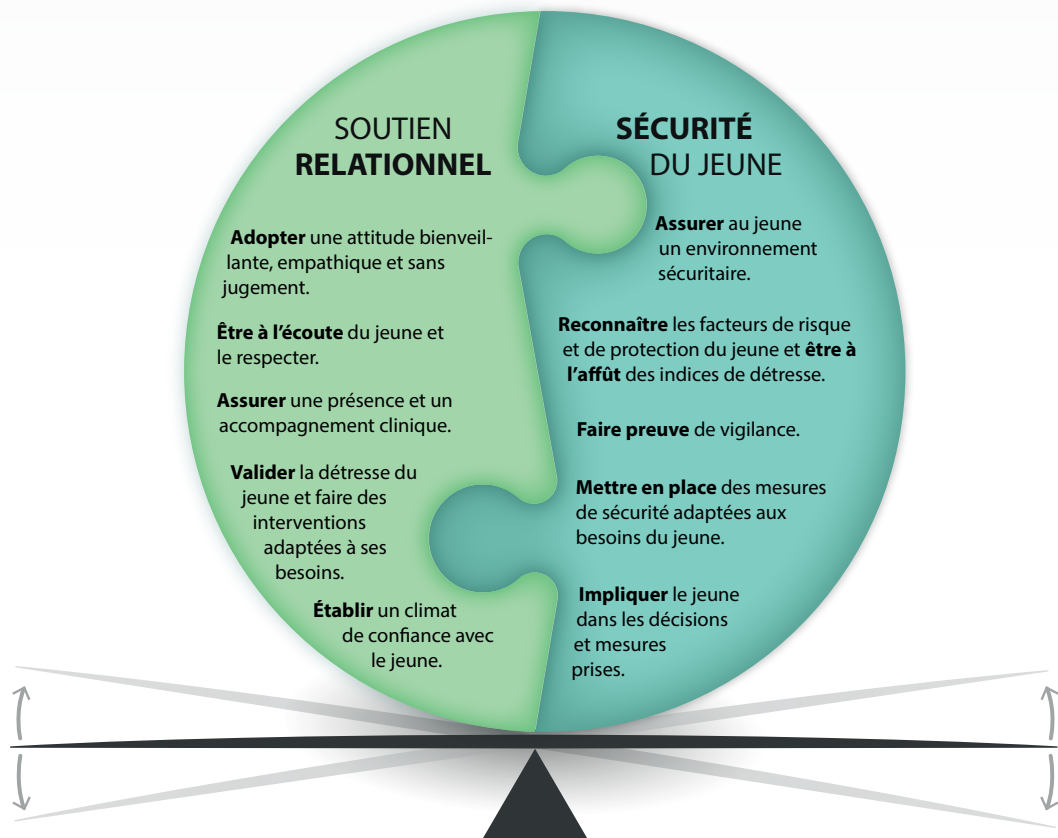 SOUTIEN
RELATIONNEL
Adopter une attitude bienveil-
lante, empathique et sans
jugement.
Être à l'écoute du jeune et
le respecter.
Assurer une présence et un
accompagnement clinique.
Valider la détresse du
jeune et faire des
interventions
adaptées à ses
besoins.
Établir un climat
de confiance avec
le jeune.
SÉCURITÉ
DU JEUNE
Assurer au jeune
un environnement
sécuritaire.
Reconnaître les facteurs de risque
et de protection du jeune et être à
l'affût des indices de détresse.
Faire preuve de vigilance.
Mettre en place des mesures
de sécurité adaptées aux
besoins du jeune.
Impliquer le jeune
dans les décisions
et mesures
prises.